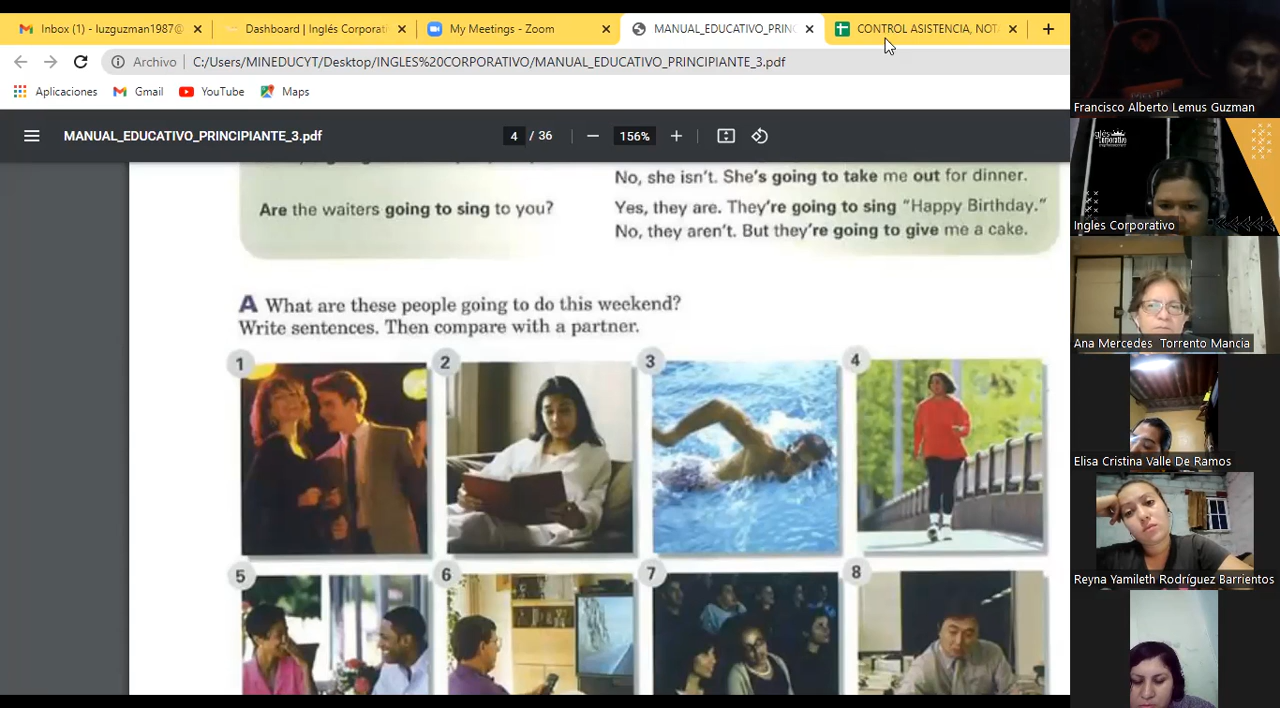 Inbox (1) - luzguzman1987@
Dashboard | Inglés Corporati
My Meetings - Zoom
MANUAL_EDUCATIVO_PRINC
CONTROL ASISTENCIA, NOT
Archivo
C:/Users/MINEDUCYT/Desktop/INGLES%20CORPORATIVO/MANUAL_EDUCATIVO_PRINCIPIANTE_3.pdf
Aplicaciones
Gmail
YouTube
Maps
MANUAL_EDUCATIVO_PRINCIPIANTE_3.pdf
4 / 36
156%
No, she isn't. She's going to take me out for dinner.
Are the waiters going to sing to you?
Yes, they are. They're going to sing "Happy Birthday."
No, they aren't. But they're going to give me a cake.
A What are these people going to do this weekend?
Write sentences. Then compare with a partner.
1
2
3
4
5
6
7
8
Francisco Alberto Lemus Guzman
Inglés
Corporativo
Ingles Corporativo
Ana Mercedes Torrento Mancia
Elisa Cristina Valle De Ramos
Reyna Yamileth Rodríguez Barrientos